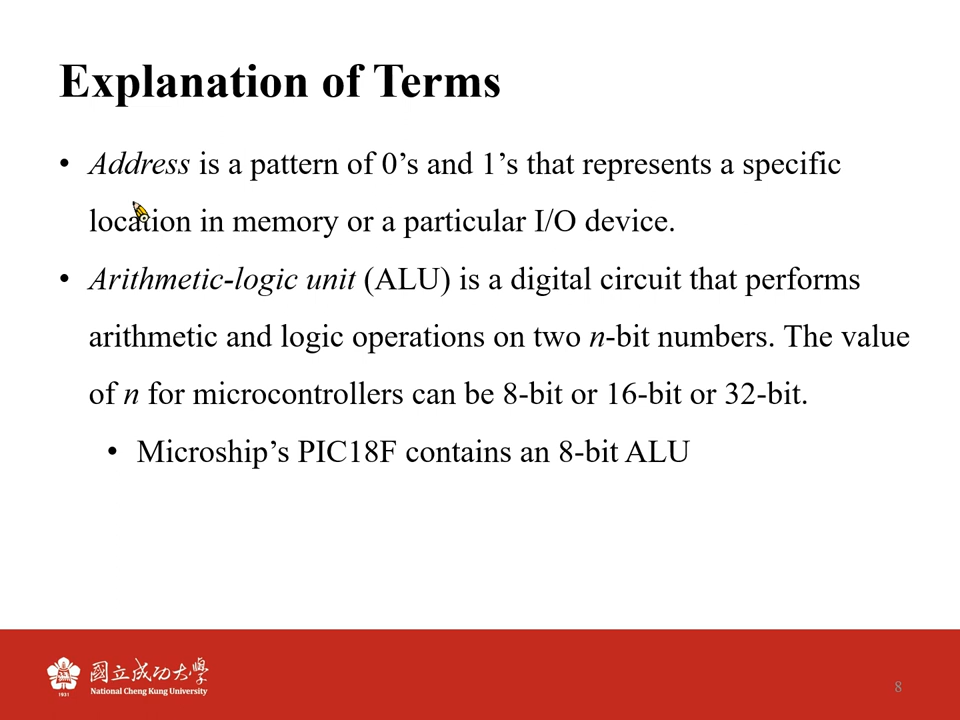 Explanation of Terms
• Address is a pattern of 0’s and 1’s that represents a specific
location in memory or a particular I/O device.
• Arithmetic-logic unit (ALU) is a digital circuit that performs
arithmetic and logic operations on two n-bit numbers. The value
of n for microcontrollers can be 8-bit or 16-bit or 32-bit.
• Microship’s PIC18F contains an 8-bit ALU
國立成功大學
National Cheng Kung University
1931
8